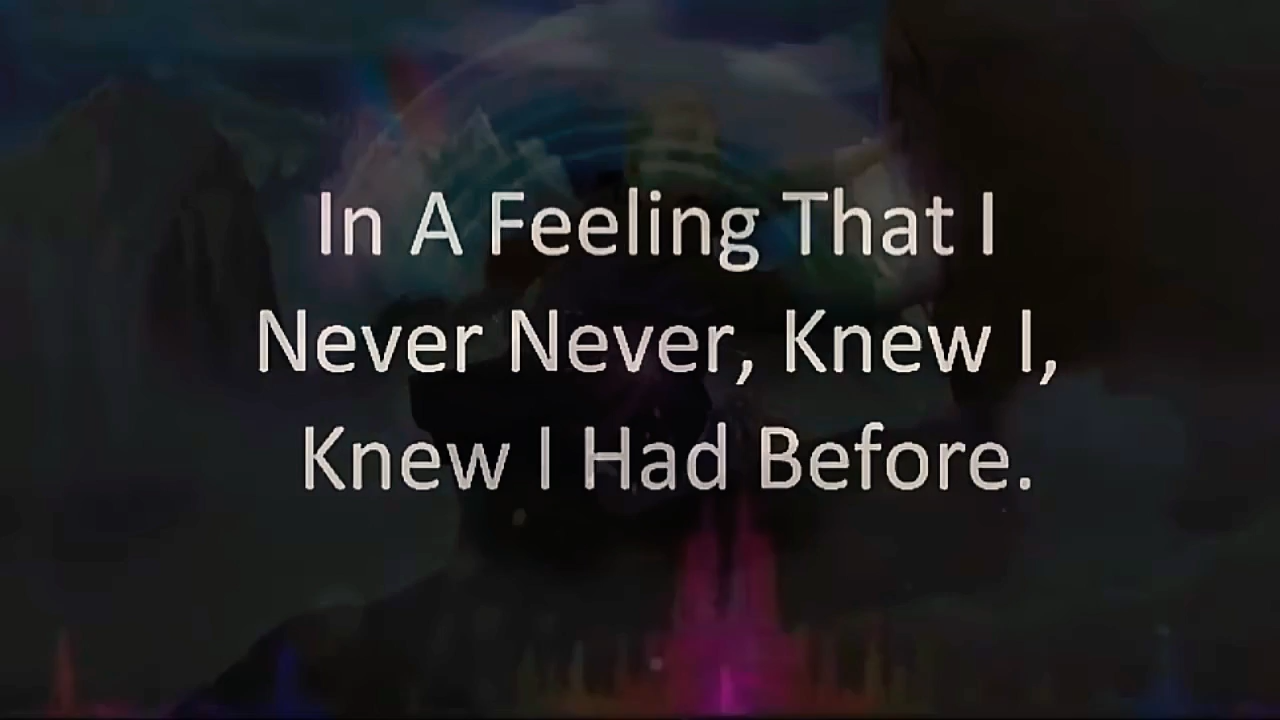 In A Feeling That I
Never Never, Knew I,
Knew I Had Before.